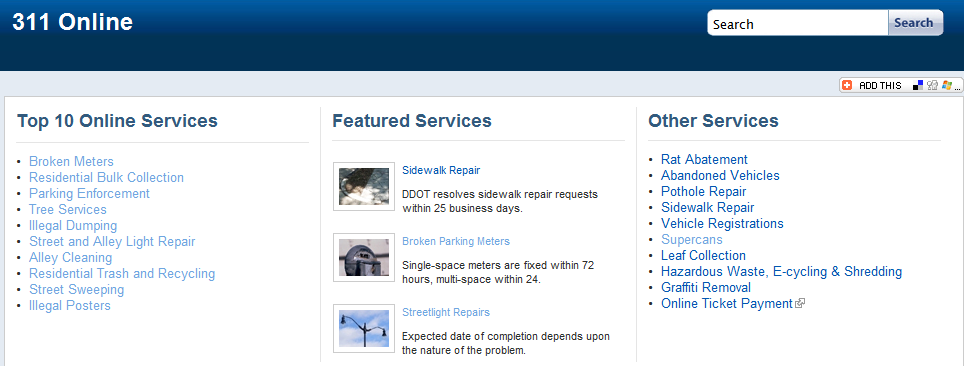 311 Online
Search
Search
ADD THIS
Top 10 Online Services
Broken Meters
Residential Bulk Collection
Parking Enforcement
Tree Services
Illegal Dumping
Street and Alley Light Repair
Alley Cleaning
Residential Trash and Recycling
Street Sweeping
Illegal Posters
Featured Services
Sidewalk Repair
DDOT resolves sidewalk repair requests
within 25 business days.
Broken Parking Meters
Single-space meters are fixed within 72
hours, multi-space within 24.
Streetlight Repairs
Expected date of completion depends upon
the nature of the problem.
Other Services
Rat Abatement
Abandoned Vehicles
Pothole Repair
Sidewalk Repair
Vehicle Registrations
Supercans
Leaf Collection
Hazardous Waste, E-cycling & Shredding
Graffiti Removal
Online Ticket Payment